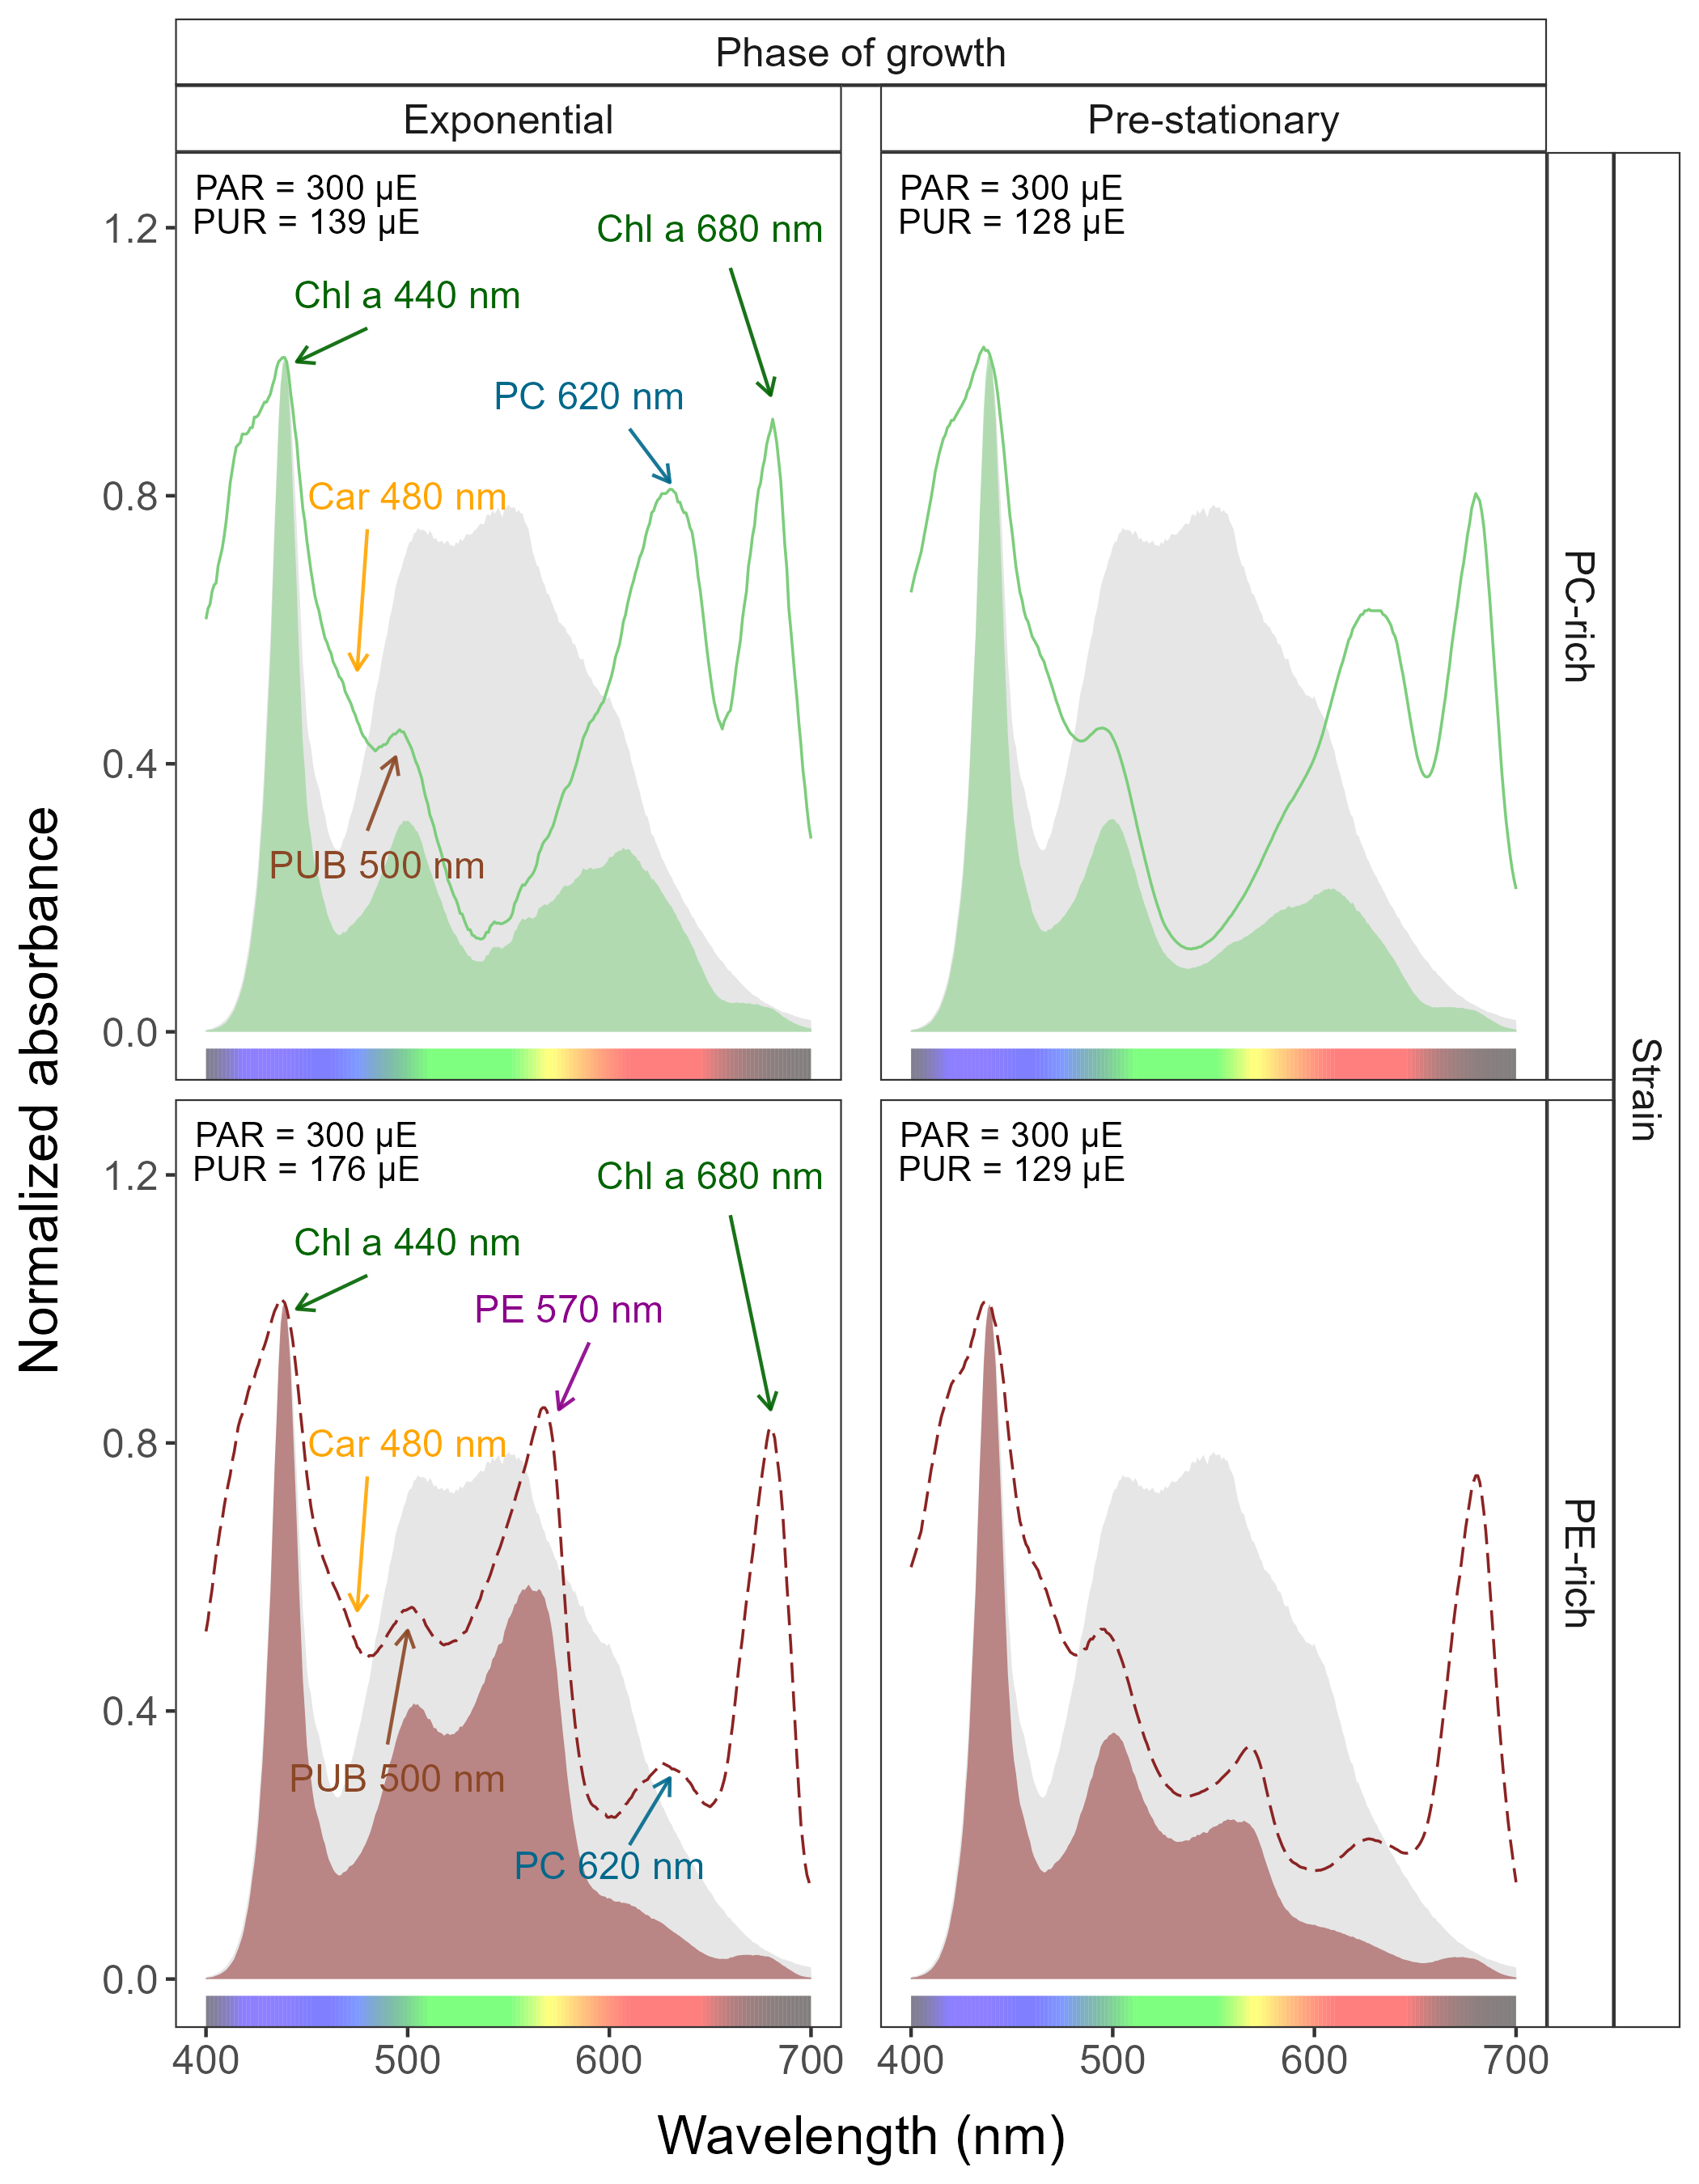 Phase of growth
Exponential
Pre-stationary
PAR = 300 µE
PUR = 139 µE
Chl a 680 nm
Chl a 440 nm
PC 620 nm
Car 480 nm
PUB 500 nm
1.2
0.8
0.4
0.0
PAR = 300 µE
PUR = 128 µE
PC-rich
Strain
Normalized absorbance
PAR = 300 µE
PUR = 176 µE
Chl a 680 nm
Chl a 440 nm
PE 570 nm
Car 480 nm
PUB 500 nm
PC 620 nm
1.2
0.8
0.4
0.0
PAR = 300 µE
PUR = 129 µE
PE-rich
400 500 600 700
400 500 600 700
Wavelength (nm)